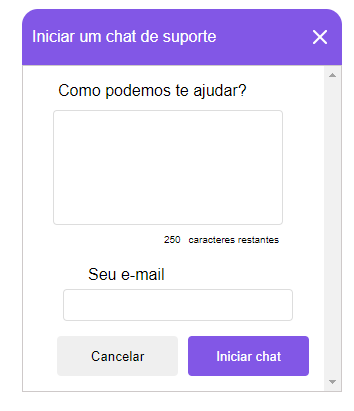 Iniciar um chat de suporte
Como podemos te ajudar?
250 caracteres restantes
Seu e-mail
Cancelar
Iniciar chat